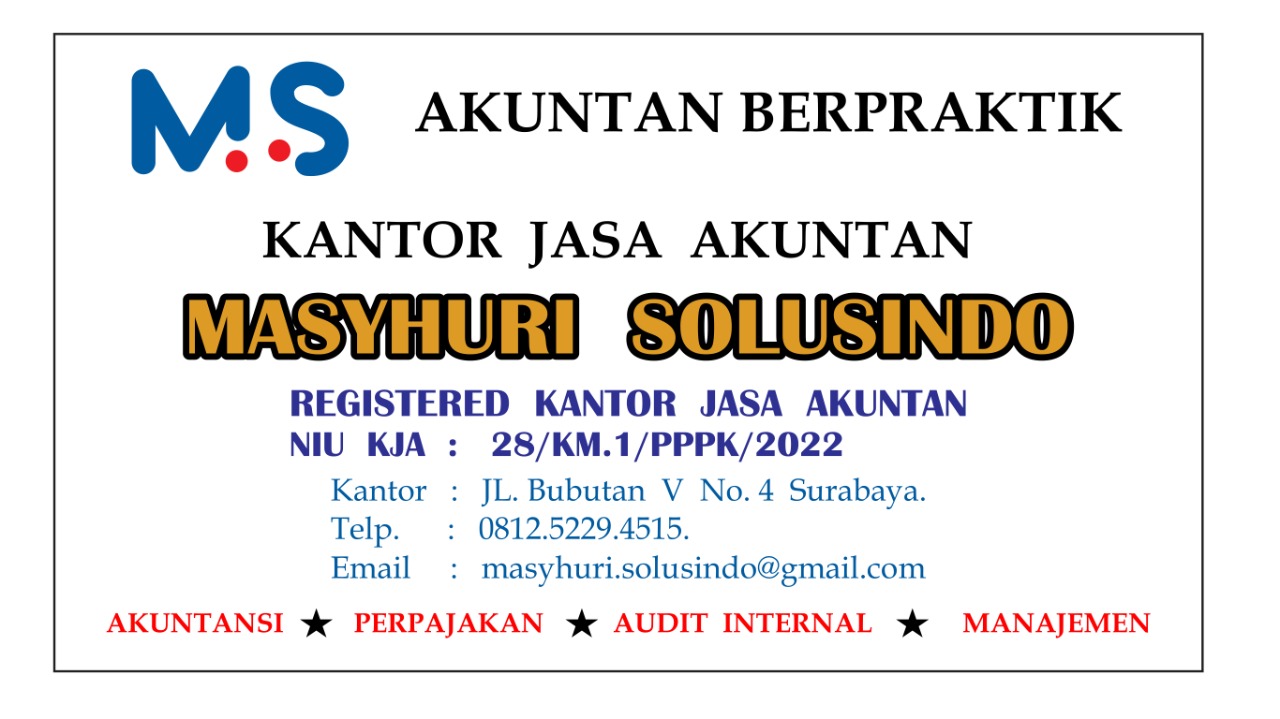 MS
AKUNTAN BERPRAKTIK
KANTOR JASA AKUNTAN
MASYHURI SOLUSINDO
REGISTERED KANTOR JASA AKUNTAN
NIU KJA : 28/KM.1/PPPK/2022
Kantor : JL. Bubutan V No. 4 Surabaya.
Telp. : 0812.5229.4515.
Email : masyhuri.solusindo@gmail.com
AKUNTANSI ★ PERPAJAKAN ★ AUDIT INTERNAL ★ MANAJEMEN